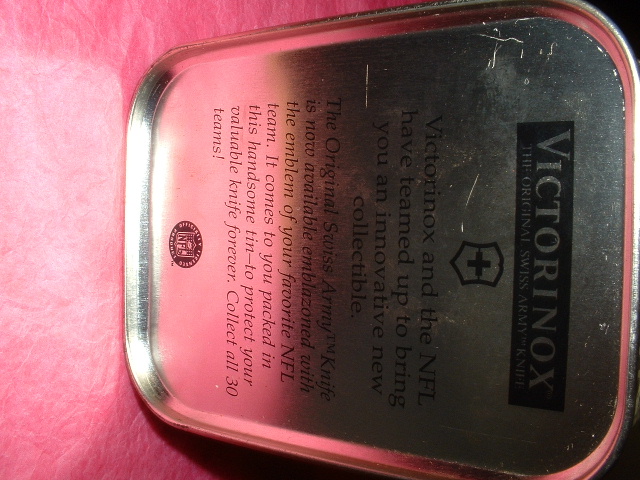 VICTORINOX
THE ORIGINAL SWISS ARMY™ KNIFE
Victorinox and the NFL
have teamed up to bring
you an innovative new
collectible.
The Original Swiss Army™ Knife
is now available emblazoned with
the emblem of your favorite NFL
team. It comes to you packed in
this handsome tin–to protect your
valuable knife forever. Collect all 30
teams!
NFL